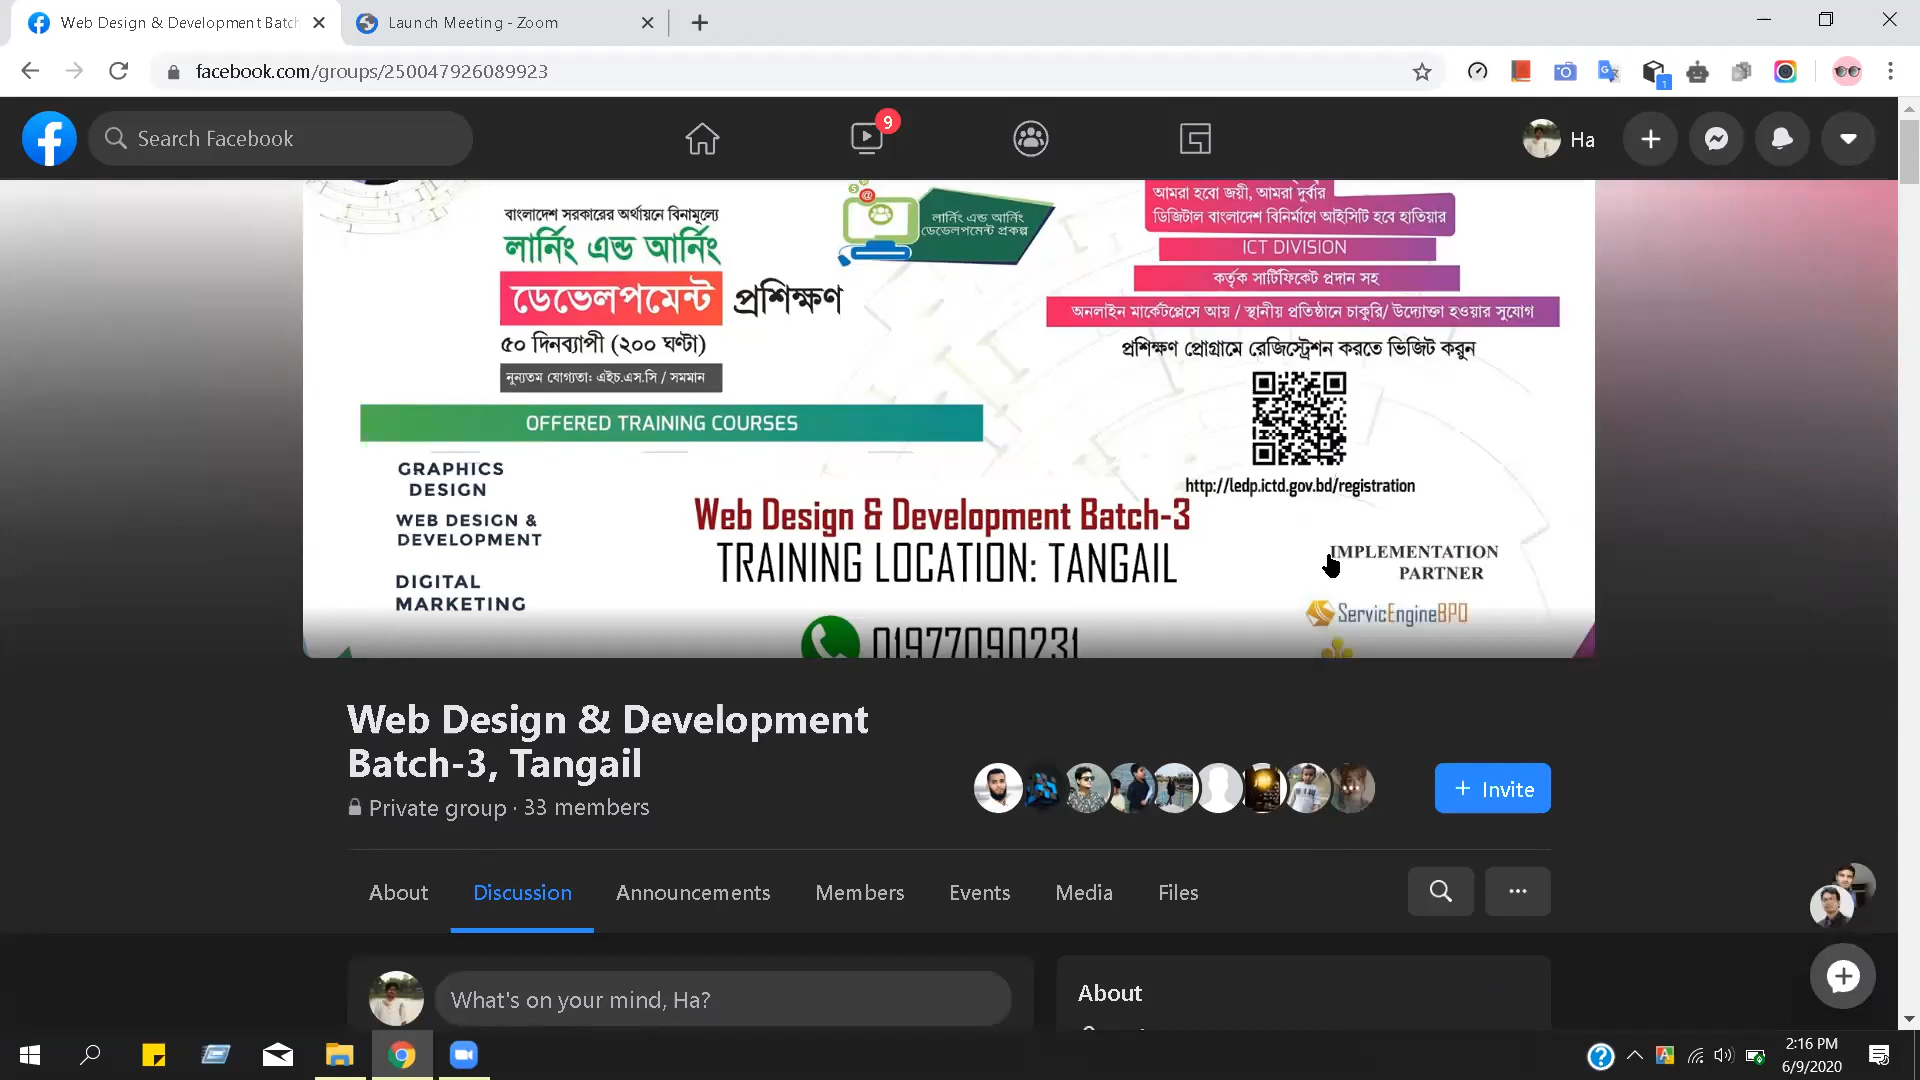 Web Design & Development Batch
Launch Meeting - Zoom
facebook.com/groups/250047926089923
1
Search Facebook
9
Ha
বাংলাদেশ সরকারের অর্থায়নে বিনামূল্যে
লার্নিং এন্ড আর্নিং
ডেভেলপমেন্ট প্রশিক্ষণ
৫০ দিনব্যাপী (২০০ ঘণ্টা)
নুন্যতম যোগ্যতা: এইচ.এস.সি / সমমান
লার্নিং এন্ড আর্নিং
ডেভেলপমেন্ট প্রকল্প
আমরা হবো জয়ী, আমরা দুর্বার
ডিজিটাল বাংলাদেশ বিনির্মাণে আইসিটি হবে হাতিয়ার
ICT DIVISION
কর্তৃক সার্টিফিকেট প্রদান সহ
অনলাইন মার্কেটপ্লেসে আয় / স্থানীয় প্রতিষ্ঠানে চাকুরি/ উদ্যোক্তা হওয়ার সুযোগ
প্রশিক্ষণ প্রোগ্রামে রেজিস্ট্রেশন করতে ভিজিট করুন
http://ledp.ictd.gov.bd/registration
OFFERED TRAINING COURSES
GRAPHICS
DESIGN
WEB DESIGN &
DEVELOPMENT
DIGITAL
MARKETING
Web Design & Development Batch-3
TRAINING LOCATION: TANGAIL
01977090231
IMPLEMENTATION
PARTNER
ServicEngineBPO
Web Design & Development
Batch-3, Tangail
Private group · 33 members
+ Invite
About
Discussion
Announcements
Members
Events
Media
Files
What's on your mind, Ha?
About
2:16 PM
6/9/2020